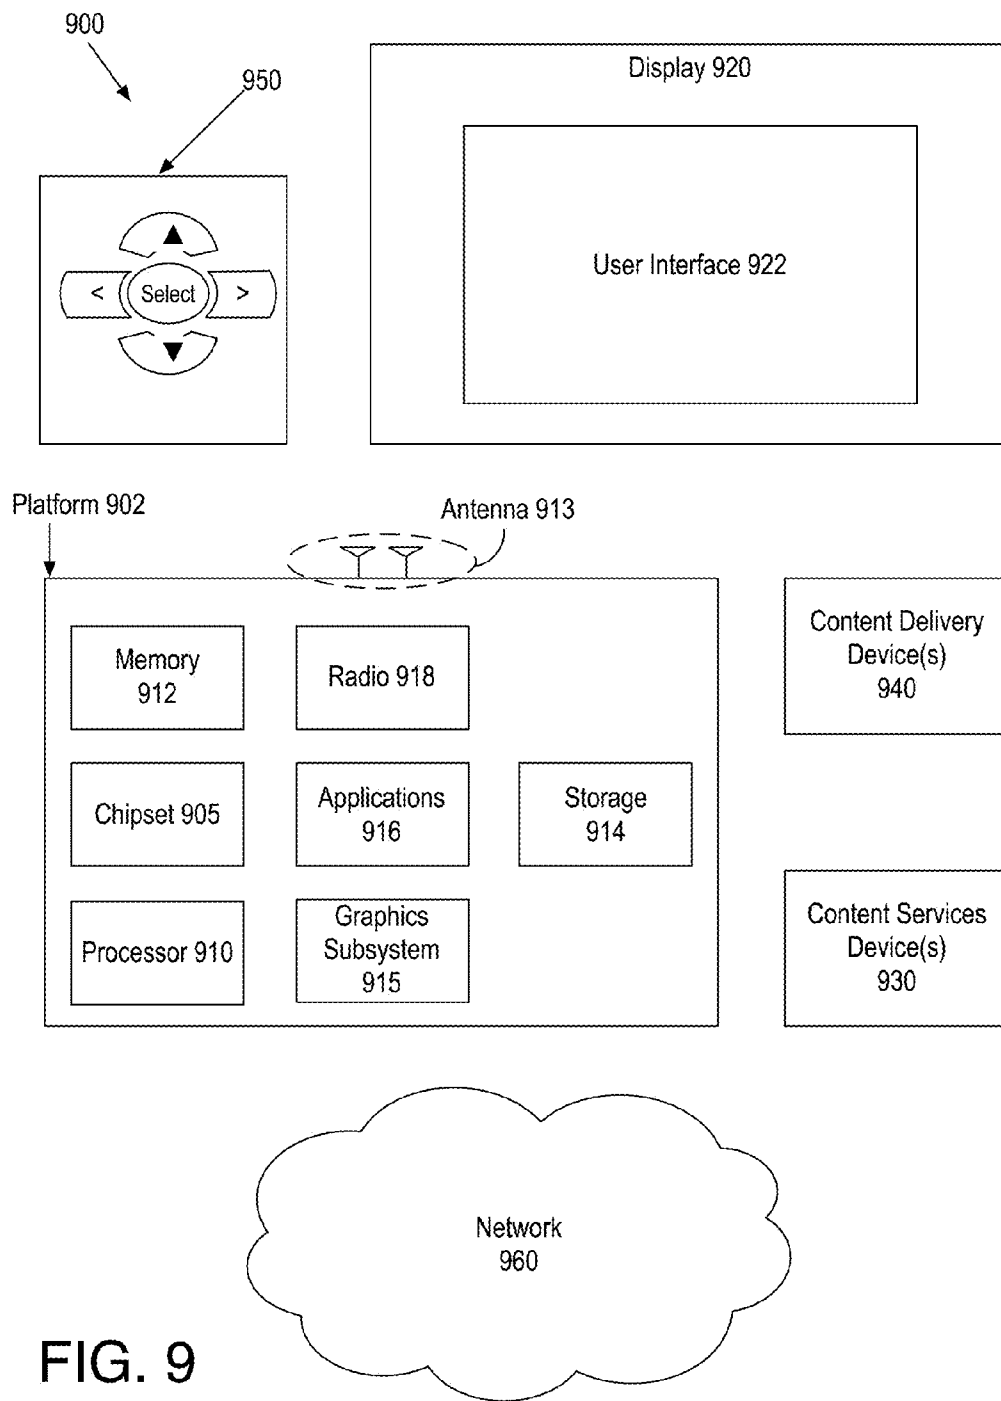 900
950
Display 920
User Interface 922
<
Select
>
Platform 902
Antenna 913
Memory
912
Radio 918
Content Delivery
Device(s)
940
Chipset 905
Applications
916
Storage
914
Processor 910
Graphics
Subsystem
915
Content Services
Device(s)
930
Network
960
FIG. 9